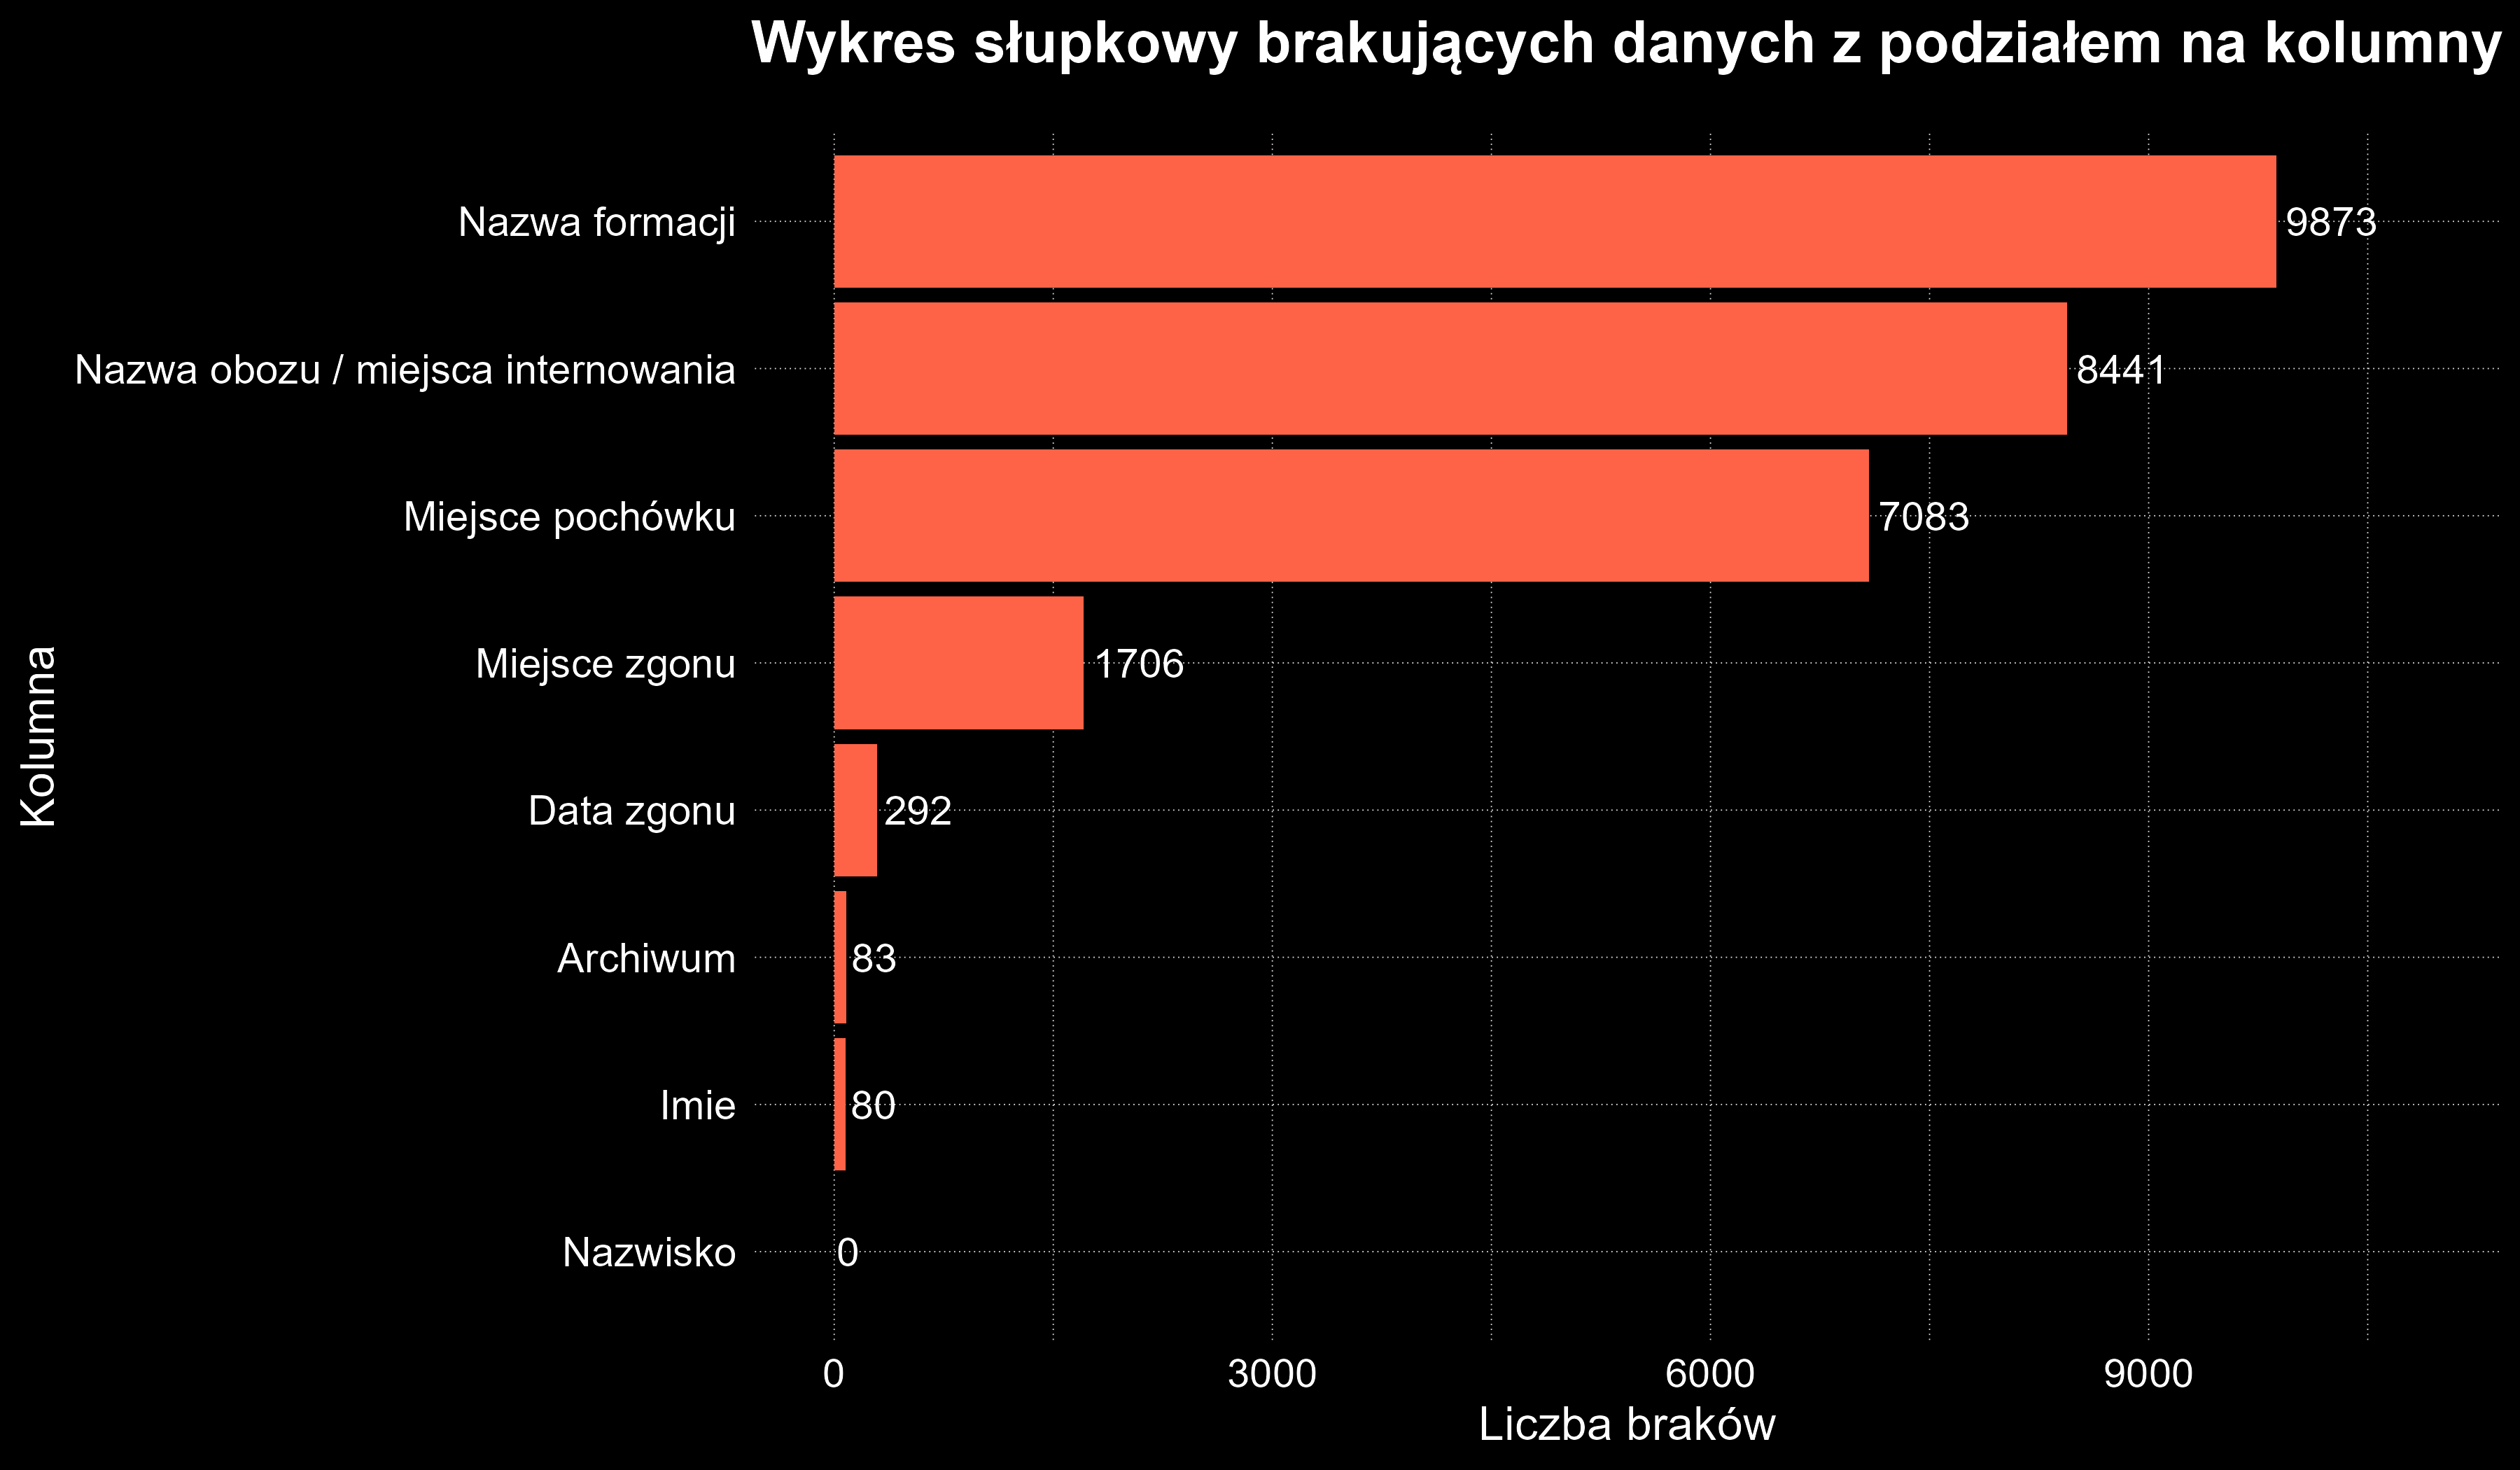 Wykres słupkowy brakujących danych z podziałem na kolumny
Kolumna
Nazwa formacji
9873
Nazwa obozu / miejsca internowania
8441
Miejsce pochówku
7083
Miejsce zgonu
1706
Data zgonu
292
Archiwum
83
Imie
80
Nazwisko
0
0
3000
6000
9000
Liczba braków